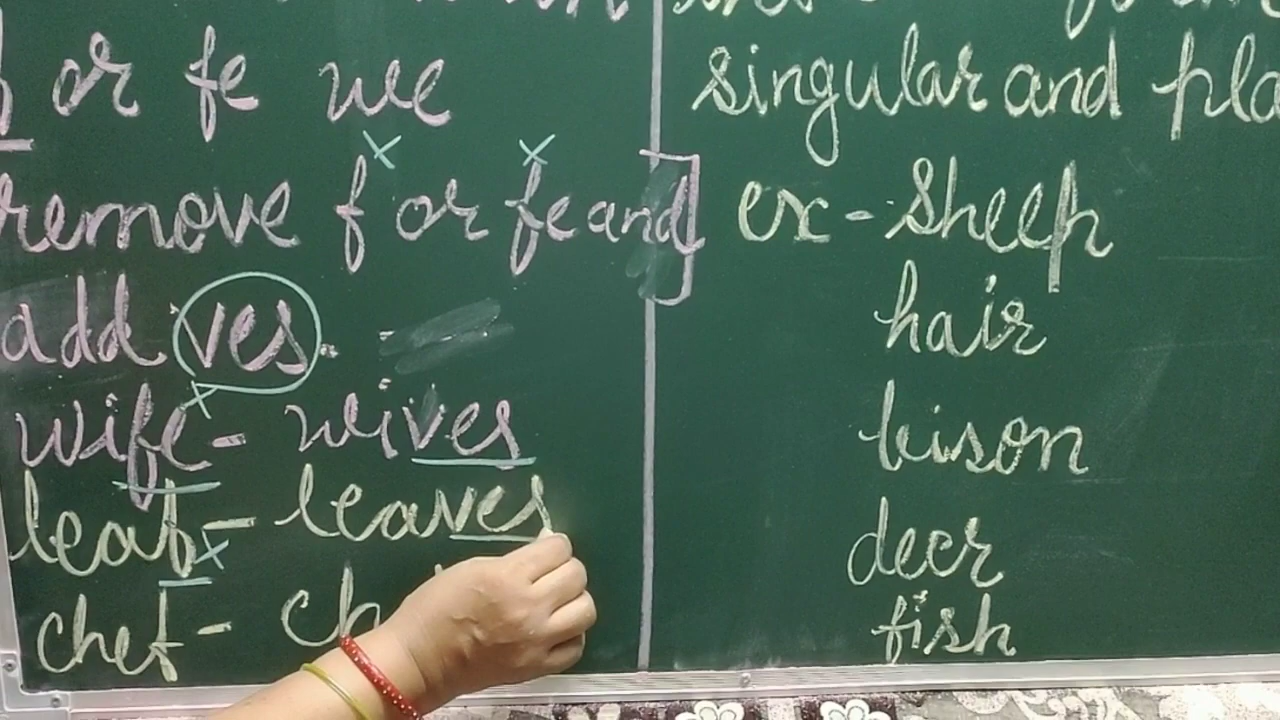 or fe we
remove f or fe and
add ves.
wife - wives
leaf - leaves
chef - ch
singular and pla
ex - sheep
hair
bison
deer
fish